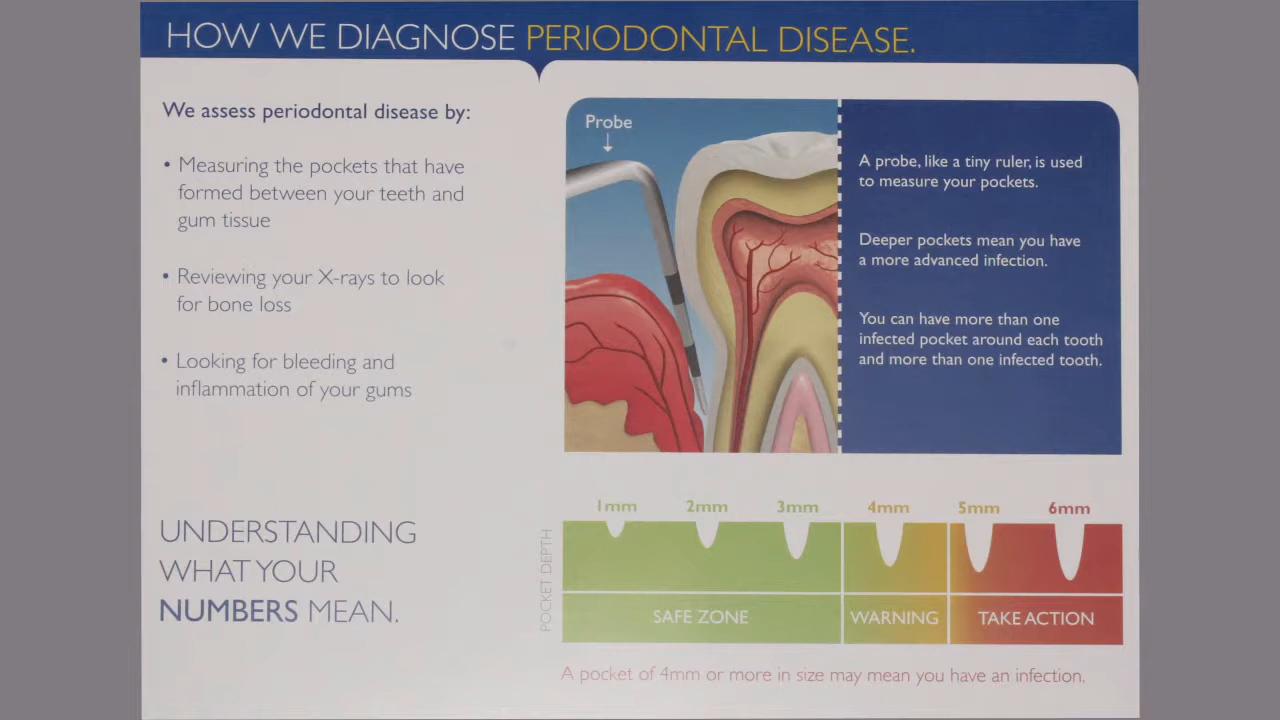 HOW WE DIAGNOSE PERIODONTAL DISEASE.
We assess periodontal disease by:
• Measuring the pockets that have
formed between your teeth and
gum tissue
• Reviewing your X-rays to look
for bone loss
• Looking for bleeding and
inflammation of your gums
Probe
A probe, like a tiny ruler, is used
to measure your pockets.
Deeper pockets mean you have
a more advanced infection.
You can have more than one
infected pocket around each tooth
and more than one infected tooth.
UNDERSTANDING
WHAT YOUR
NUMBERS MEAN.
POCKET DEPTH
1mm 2mm 3mm 4mm 5mm 6mm
SAFE ZONE WARNING TAKE ACTION
A pocket of 4mm or more in size may mean you have an infection.